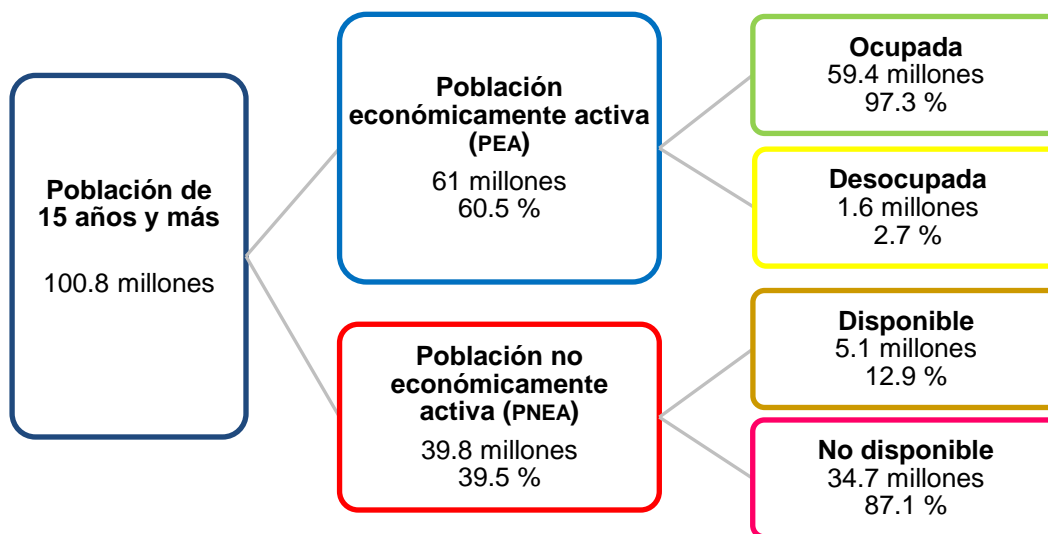 Población de
15 años y más
100.8 millones
Población
económicamente activa
(PEA)
61 millones
60.5 %
Población no
económicamente
activa (PNEA)
39.8 millones
39.5 %
Ocupada
59.4 millones
97.3 %
Desocupada
1.6 millones
2.7 %
Disponible
5.1 millones
12.9 %
No disponible
34.7 millones
87.1 %